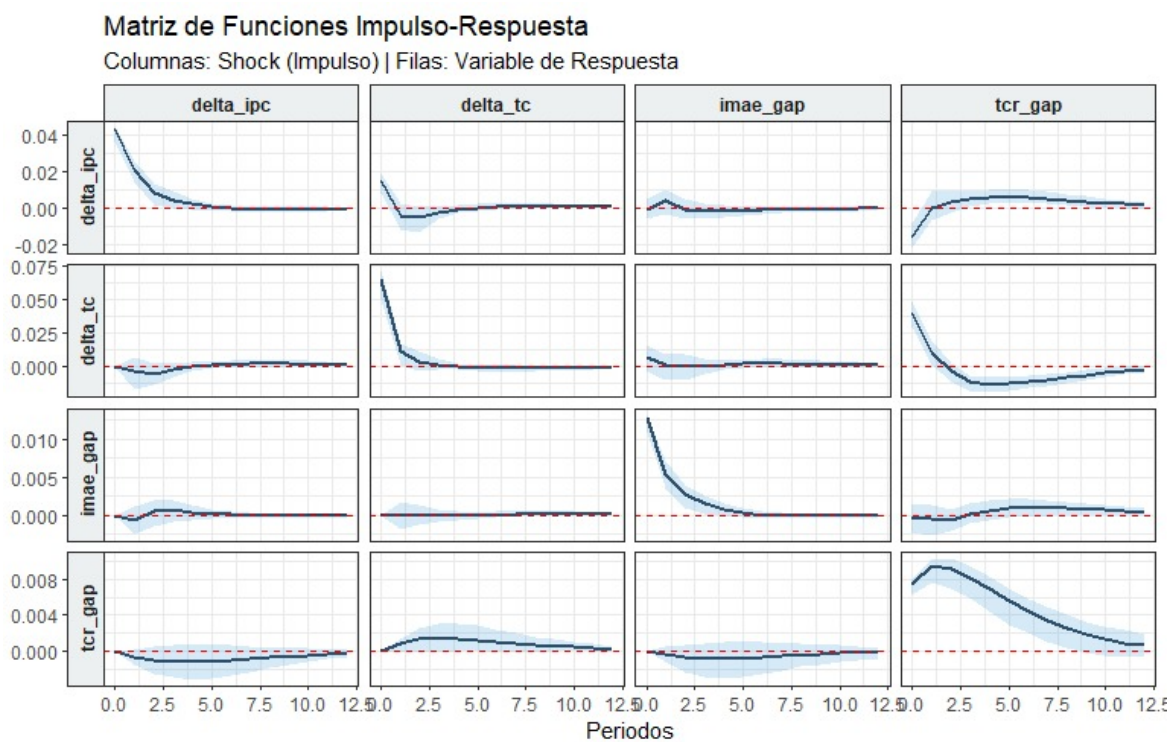 Matriz de Funciones Impulso-Respuesta
Columnas: Shock (Impulso) | Filas: Variable de Respuesta
delta_ipc delta_tc imae_gap tcr_gap
delta_ipc
0.04
0.02
0.00
-0.02
delta_tc
0.075
0.050
0.025
0.000
imae_gap
0.010
0.005
0.000
tcr_gap
0.008
0.004
0.000
0.0 2.5 5.0 7.5 10.0 12.5 0.0 2.5 5.0 7.5 10.0 12.5 0.0 2.5 5.0 7.5 10.0 12.5 0.0 2.5 5.0 7.5 10.0 12.5
Periodos